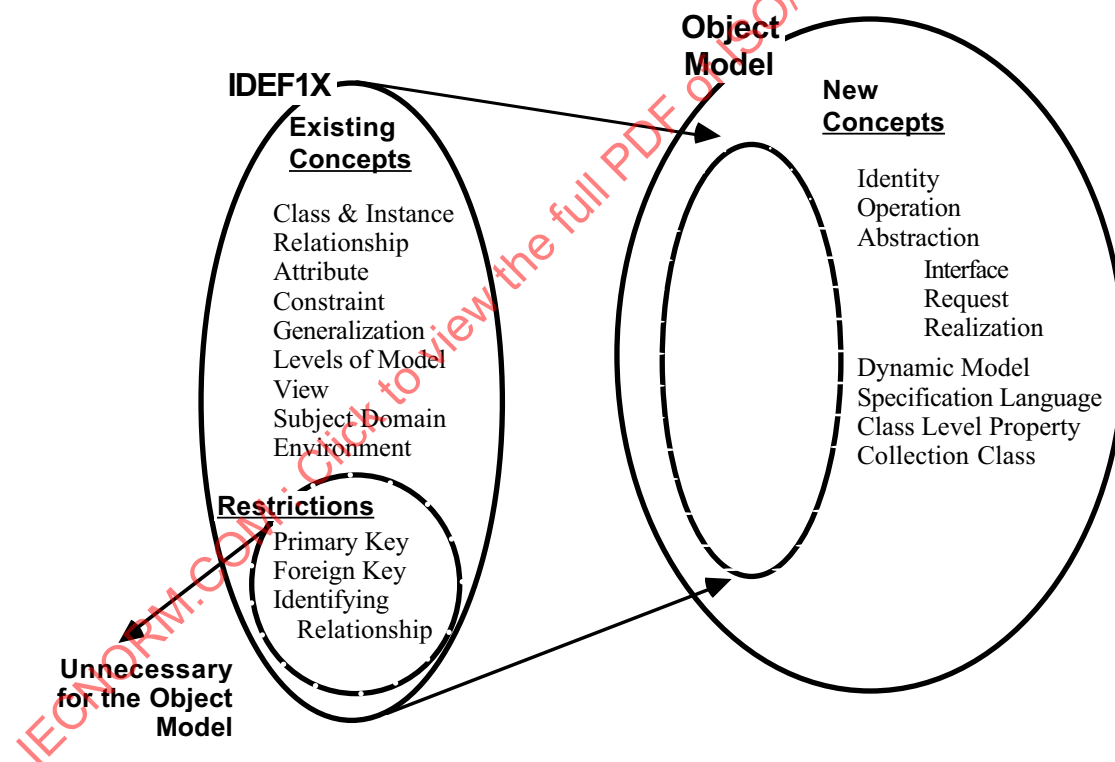 IDEF1X
Existing
Concepts
Class & Instance
Relationship
Attribute
Constraint
Generalization
Levels of Model
View
Subject Domain
Environment
Restrictions
Primary Key
Foreign Key
Identifying
Relationship
Unnecessary
for the Object
Model
Object
Model
New
Concepts
Identity
Operation
Abstraction
Interface
Request
Realization
Dynamic Model
Specification Language
Class Level Property
Collection Class
IECNORM.COM : Click to view the full PDF of ISO/